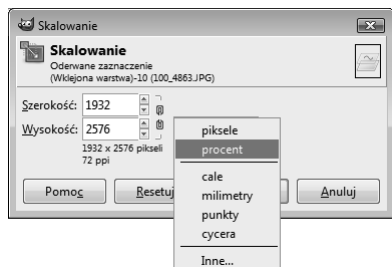 Skalowanie
Skalowanie
Oderwane zaznaczenie
(Wklejona warstwa)-10 (100_4863.JPG)
Szerokość: 1932
Wysokość: 2576
1932 x 2576 pikseli
72 ppi
piksele
procent
cale
milimetry
punkty
cycera
Inne...
Pomoc Resetuj Anuluj